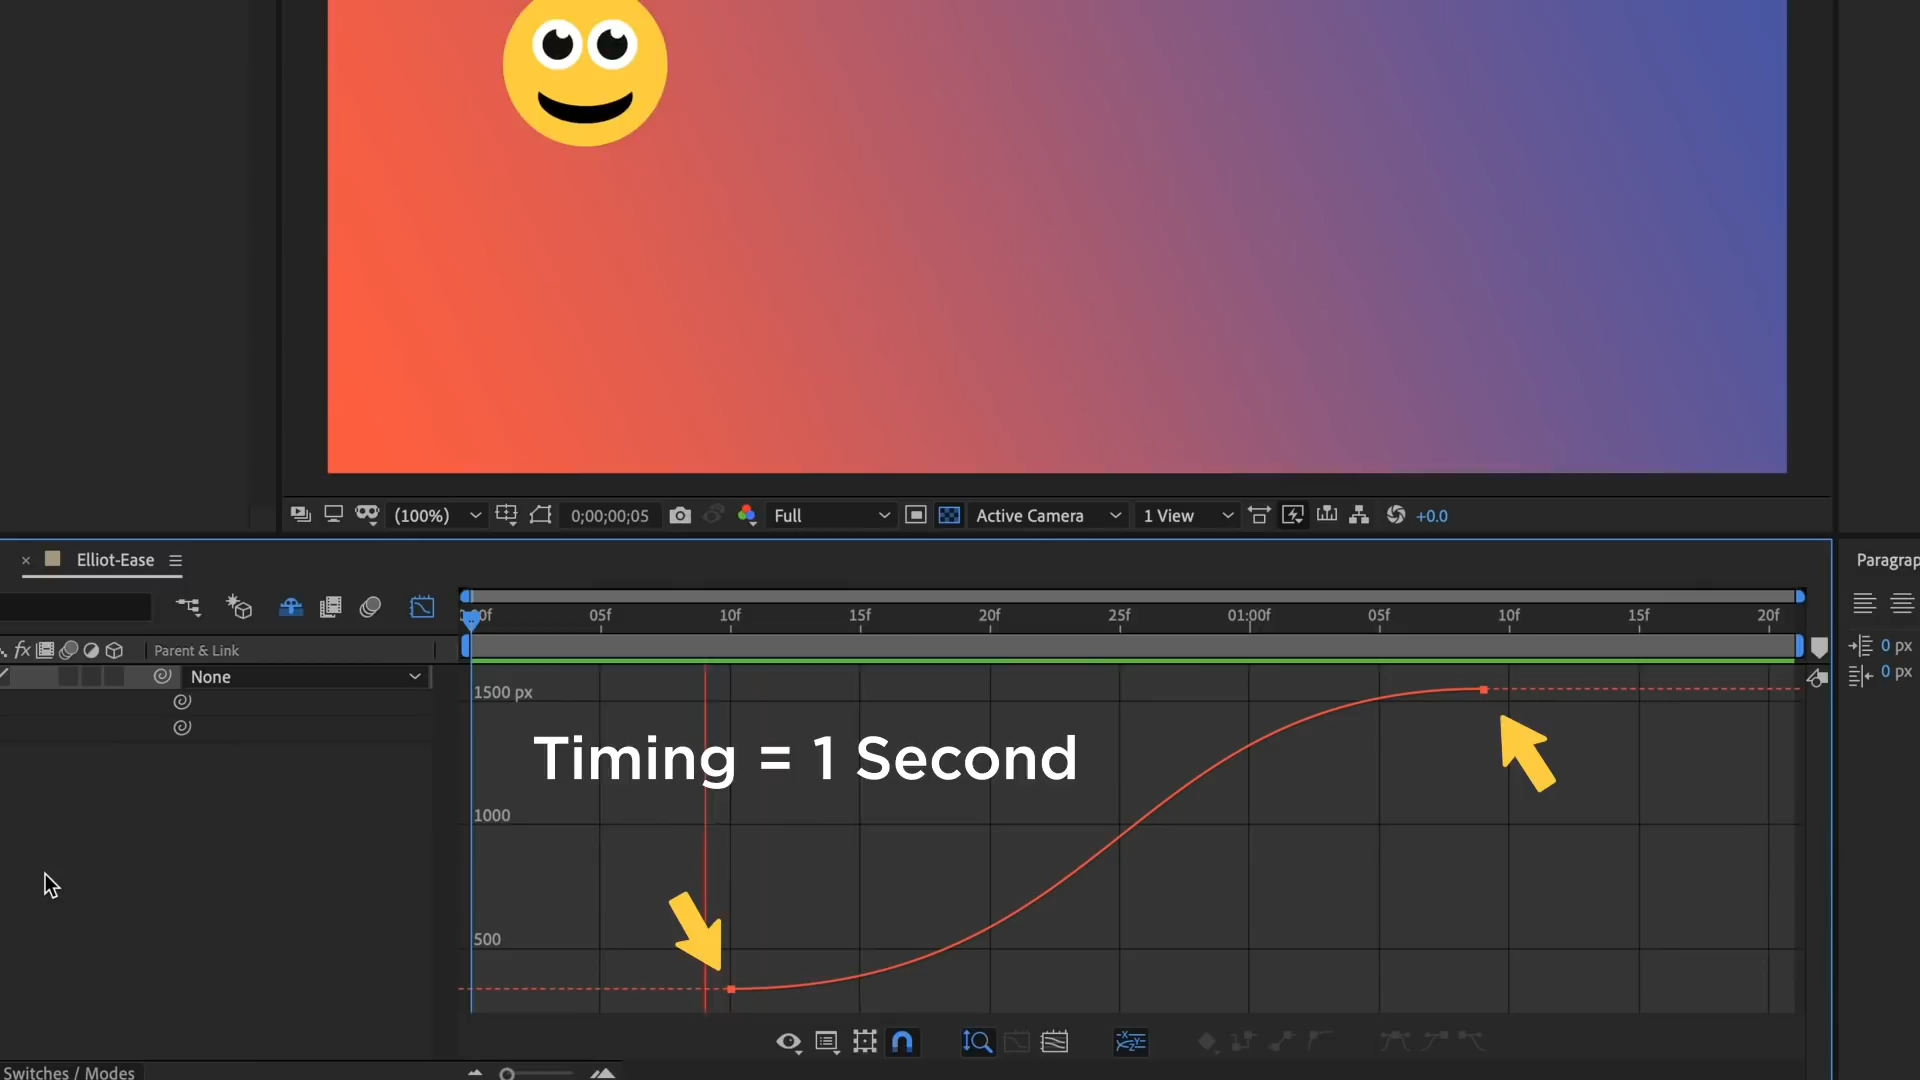 (100%) 0;00;00;05 Full Active Camera 1 View +0.0
Elliot-Ease
Paragrap
05f 10f 15f 20f 25f 01:00f 05f 10f 15f 20f
fx Parent & Link
0 px
None
0 px
1500 px
Timing = 1 Second
1000
500
Switches / Modes